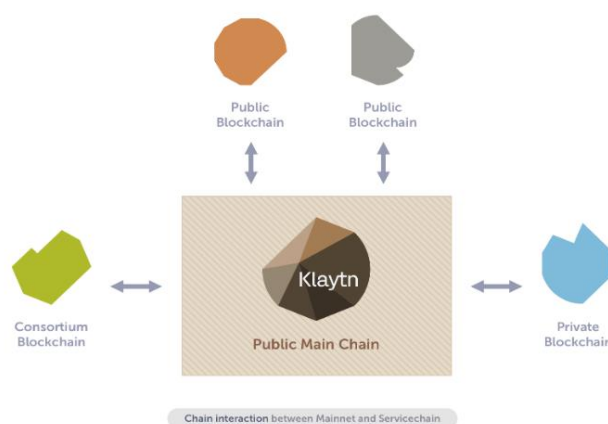 Public
Blockchain
Public
Blockchain
Consortium
Blockchain
Klaytn
Public Main Chain
Private
Blockchain
Chain interaction between Mainnet and Servicechain